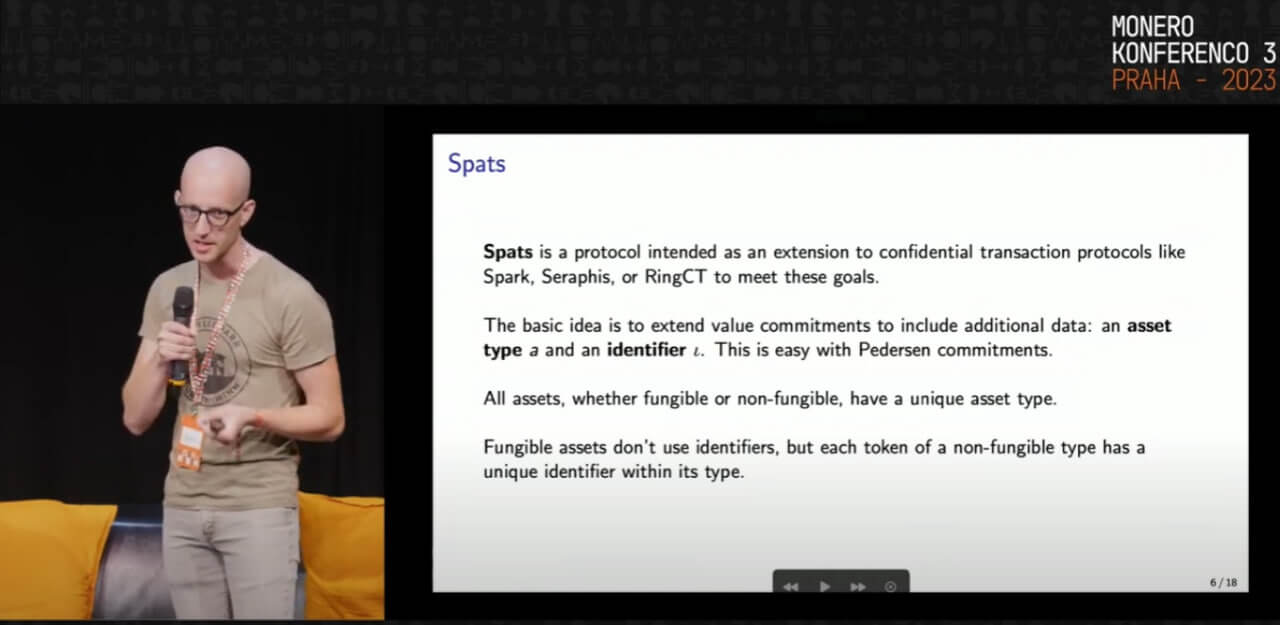 MONERO
KONFERENCO 3
PRAHA - 2023
Spats
Spats is a protocol intended as an extension to confidential transaction protocols like
Spark, Seraphis, or RingCT to meet these goals.
The basic idea is to extend value commitments to include additional data: an asset
type a and an identifier ι. This is easy with Pedersen commitments.
All assets, whether fungible or non-fungible, have a unique asset type.
Fungible assets don't use identifiers, but each token of a non-fungible type has a
unique identifier within its type.
6 / 18